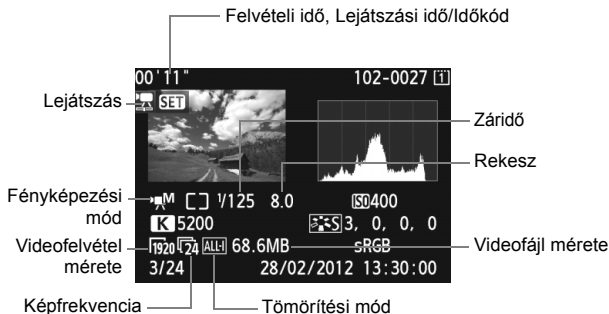 Felvételi idő, Lejátszási idő/Időkód
00'11" 102-0027 1
Lejátszás
SET
Záridő
Rekesz
Fényképezési mód
M 1/125 8.0 ISO400
K 5200 S 3, 0, 0, 0
Videofelvétel mérete
1920 24 ALL-I 68.6MB sRGB
Videofájl mérete
3/24 28/02/2012 13:30:00
Képfrekvencia
Tömörítési mód